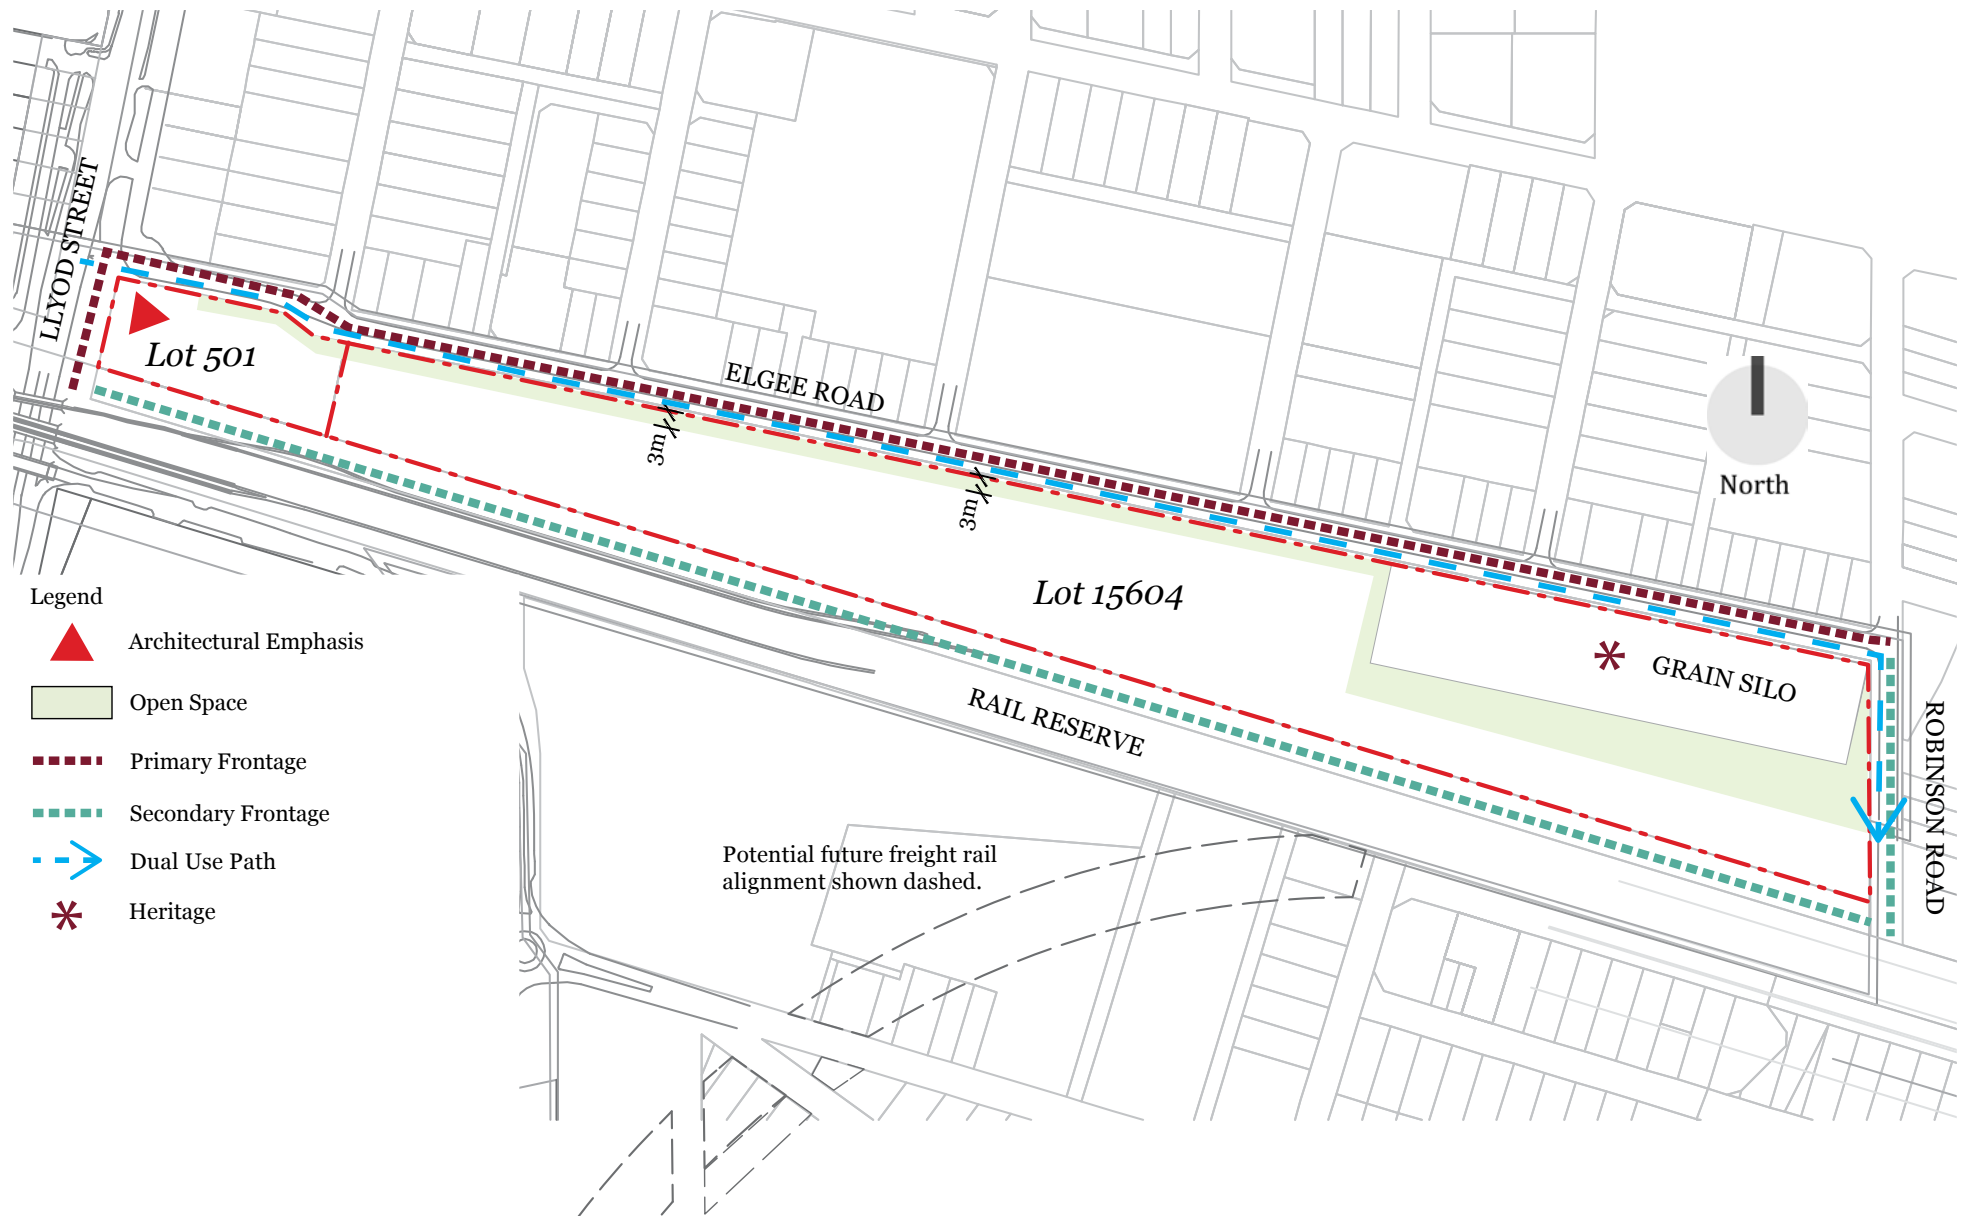 LLYOD STREET
Lot 501
ELGEE ROAD
3m
3m
North
Lot 15604
GRAIN SILO
RAIL RESERVE
ROBINSON ROAD
Potential future freight rail
alignment shown dashed.
Legend
Architectural Emphasis
Open Space
Primary Frontage
Secondary Frontage
Dual Use Path
Heritage